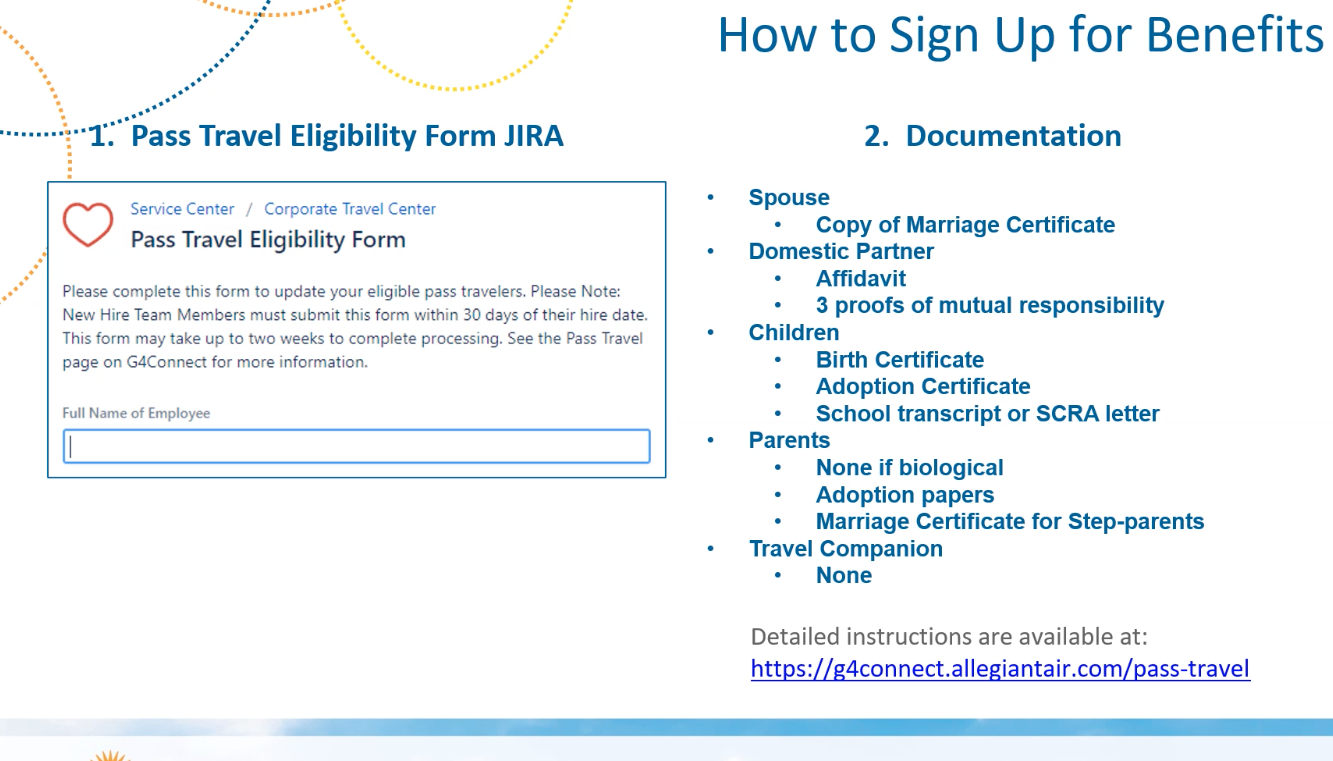 How to Sign Up for Benefits
1. Pass Travel Eligibility Form JIRA
Service Center / Corporate Travel Center
Pass Travel Eligibility Form
Please complete this form to update your eligible pass travelers. Please Note:
New Hire Team Members must submit this form within 30 days of their hire date.
This form may take up to two weeks to complete processing. See the Pass Travel
page on G4Connect for more information.
Full Name of Employee
2. Documentation
• Spouse
• Copy of Marriage Certificate
• Domestic Partner
• Affidavit
• 3 proofs of mutual responsibility
• Children
• Birth Certificate
• Adoption Certificate
• School transcript or SCRA letter
• Parents
• None if biological
• Adoption papers
• Marriage Certificate for Step-parents
• Travel Companion
• None
Detailed instructions are available at:
https://g4connect.allegiantair.com/pass-travel